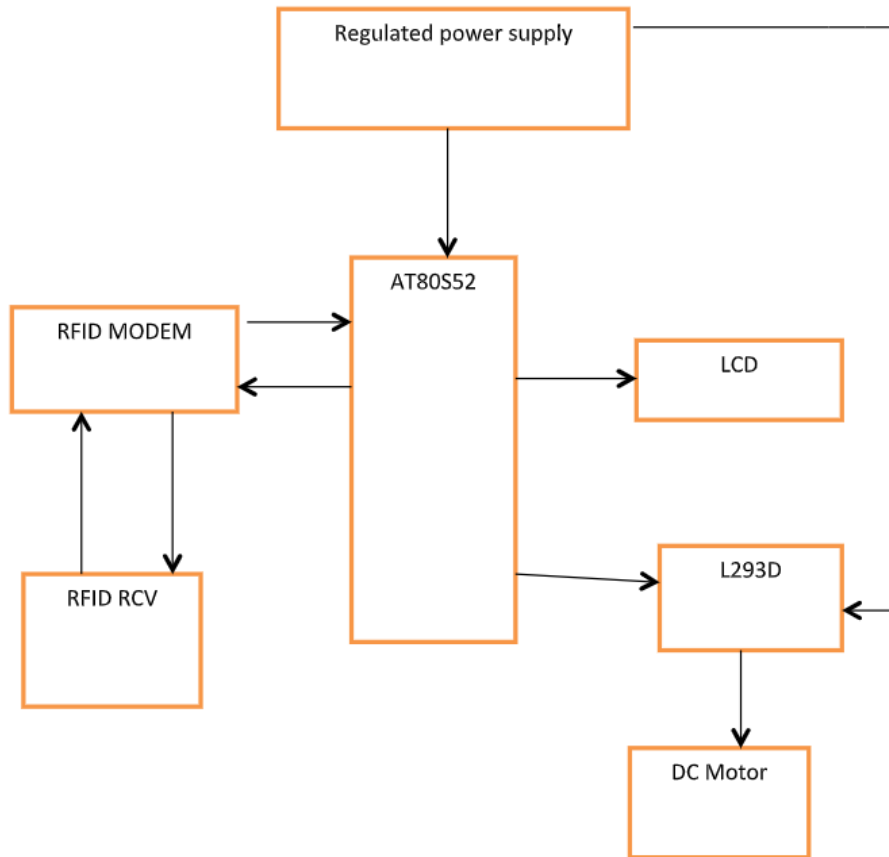 Regulated power supply
AT80S52
RFID MODEM
LCD
L293D
RFID RCV
DC Motor